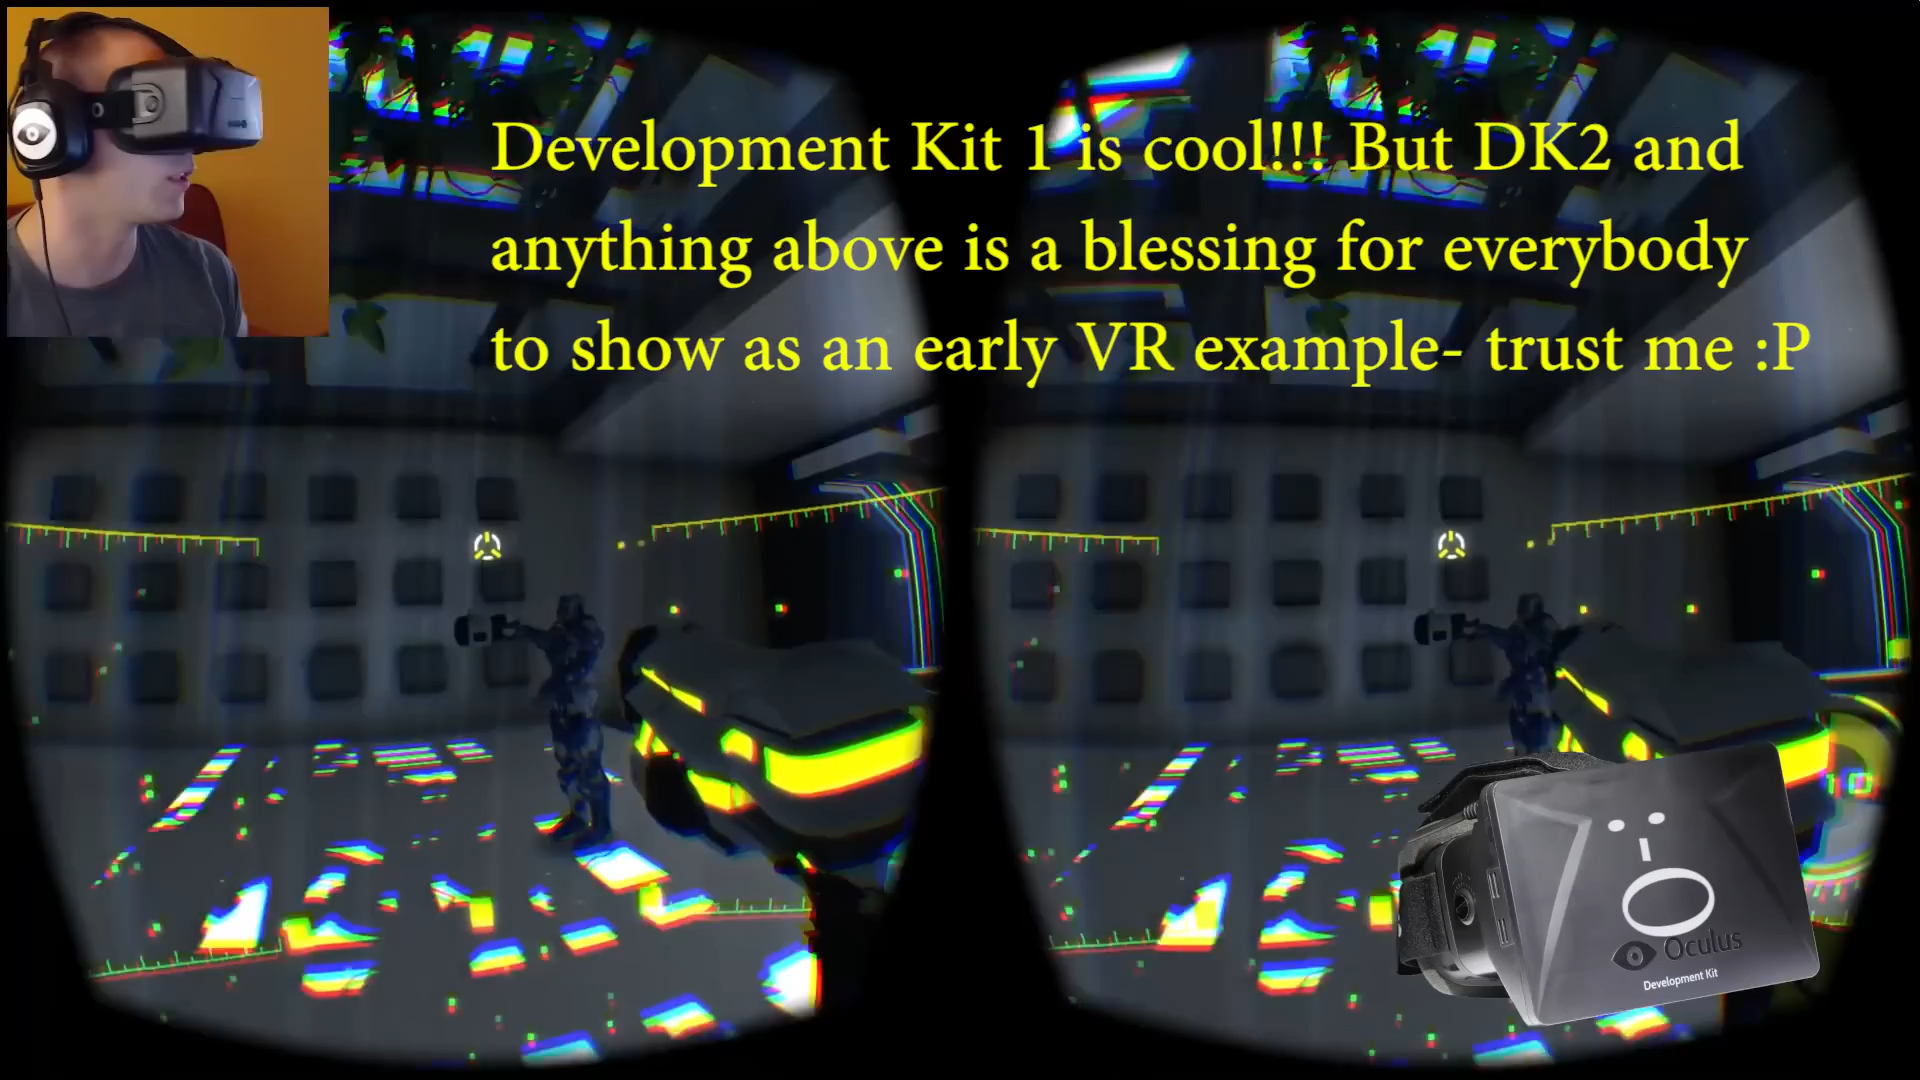 Development Kit 1 is cool!!! But DK2 and
anything above is a blessing for everybody
to show as an early VR example- trust me :P
Oculus
Development Kit